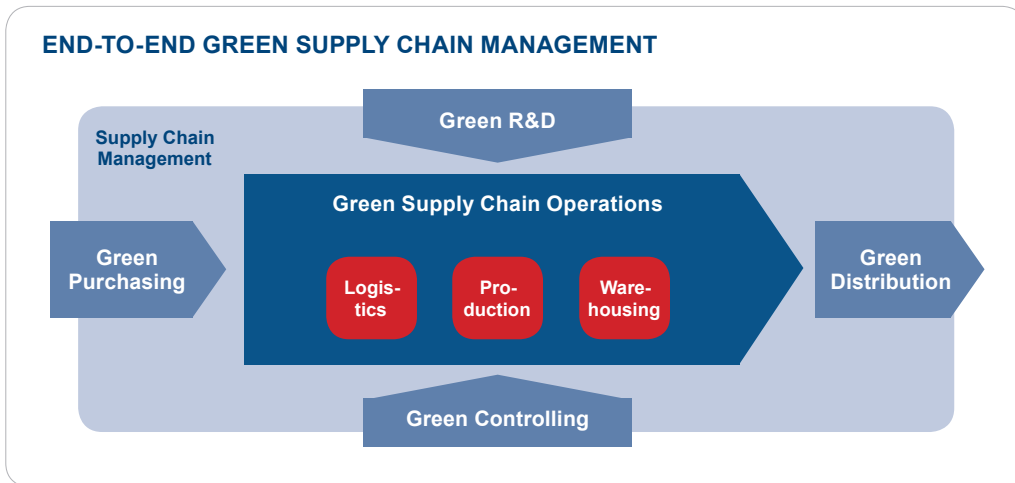 END-TO-END GREEN SUPPLY CHAIN MANAGEMENT
Green R&D
Supply Chain
Management
Green Supply Chain Operations
Green
Purchasing
Logis-
tics
Pro-
duction
Ware-
housing
Green
Distribution
Green Controlling